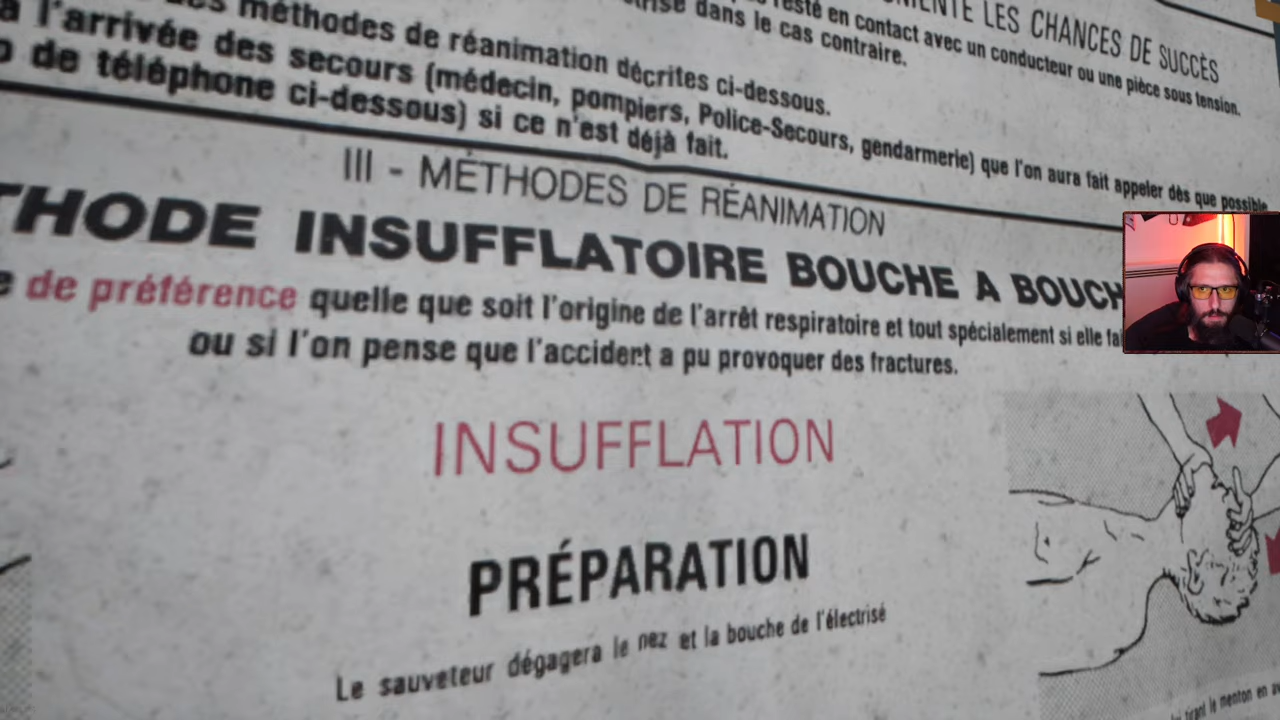 LES CHANCES DE SUCCÈS
resté en contact avec un conducteur ou une pièce sous tension.
dans le cas contraire.
méthodes de réanimation décrites ci-dessous.
à l'arrivée des secours (médecin, pompiers, Police-Secours, gendarmerie) que l'on aura fait appeler dès que possible
de téléphone ci-dessous) si ce n'est déjà fait.
III - MÉTHODES DE RÉANIMATION
THODE INSUFFLATOIRE BOUCHE A BOUCH
de préférence quelle que soit l'origine de l'arrêt respiratoire et tout spécialement si elle
ou si l'on pense que l'accident a pu provoquer des fractures.
INSUFFLATION
PRÉPARATION
Le sauveteur dégagera le nez et la bouche de l'électrisé
tirant le menton en